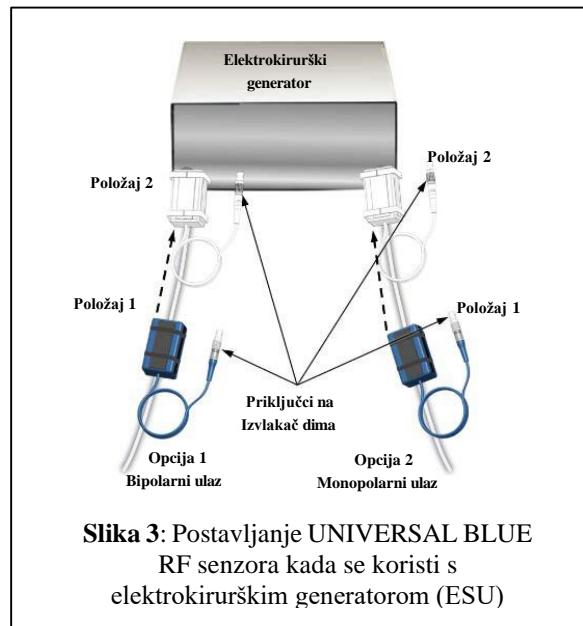 Elektrokirurški
generator
Položaj 2
Položaj 2
Položaj 1
Položaj 1
Priključci na
Izvlakač dima
Opcija 1
Bipolarni ulaz
Opcija 2
Monopolarni ulaz
Slika 3: Postavljanje UNIVERSAL BLUE
RF senzora kada se koristi s
elektrokirurškim generatorom (ESU)